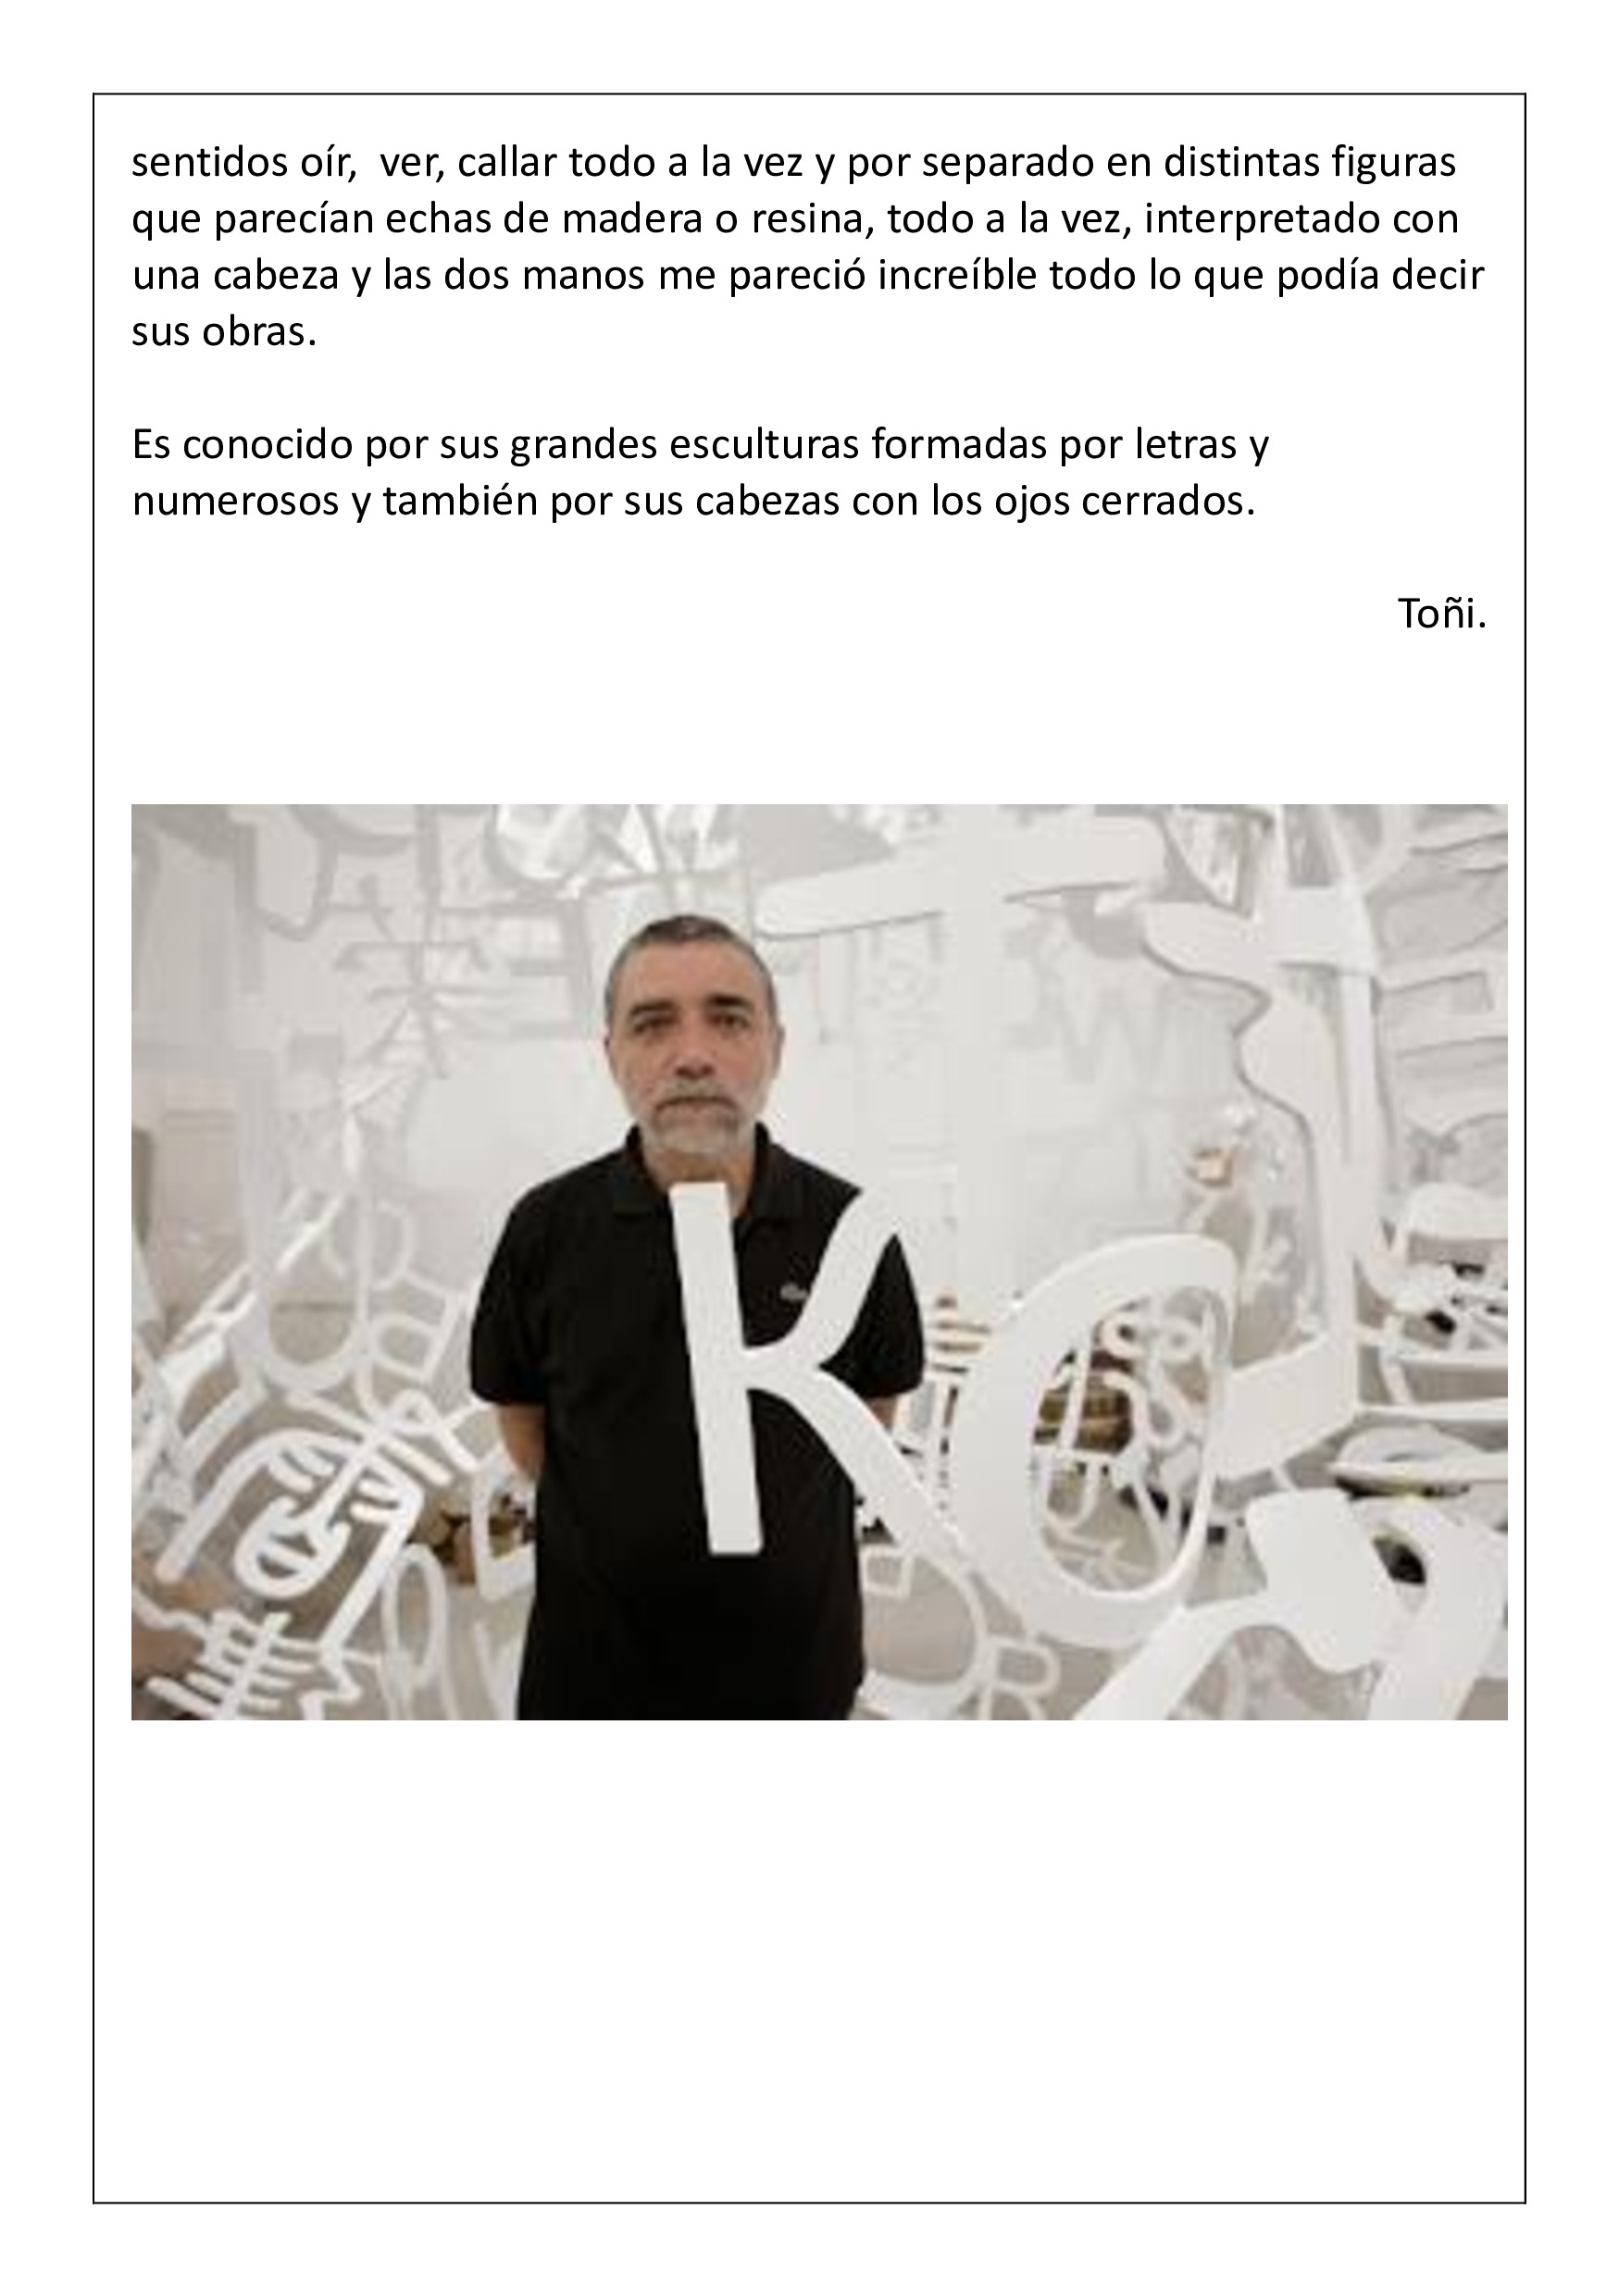 sentidos oír,  ver, callar todo a la vez y por separado en distintas figuras
que parecían echas de madera o resina, todo a la vez, interpretado con
una cabeza y las dos manos me pareció increíble todo lo que podía decir
sus obras.
Es conocido por sus grandes esculturas formadas por letras y
numerosos y también por sus cabezas con los ojos cerrados.
Toñi.
K
R